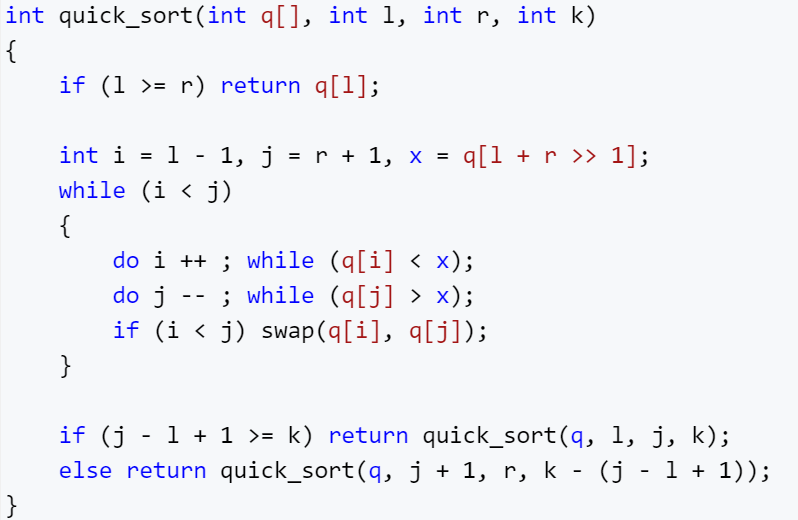 int quick_sort(int q[], int l, int r, int k)
{
    if (l >= r) return q[l];

    int i = l - 1, j = r + 1, x = q[l + r >> 1];
    while (i < j)
    {
        do i ++ ; while (q[i] < x);
        do j -- ; while (q[j] > x);
        if (i < j) swap(q[i], q[j]);
    }

    if (j - l + 1 >= k) return quick_sort(q, l, j, k);
    else return quick_sort(q, j + 1, r, k - (j - l + 1));
}